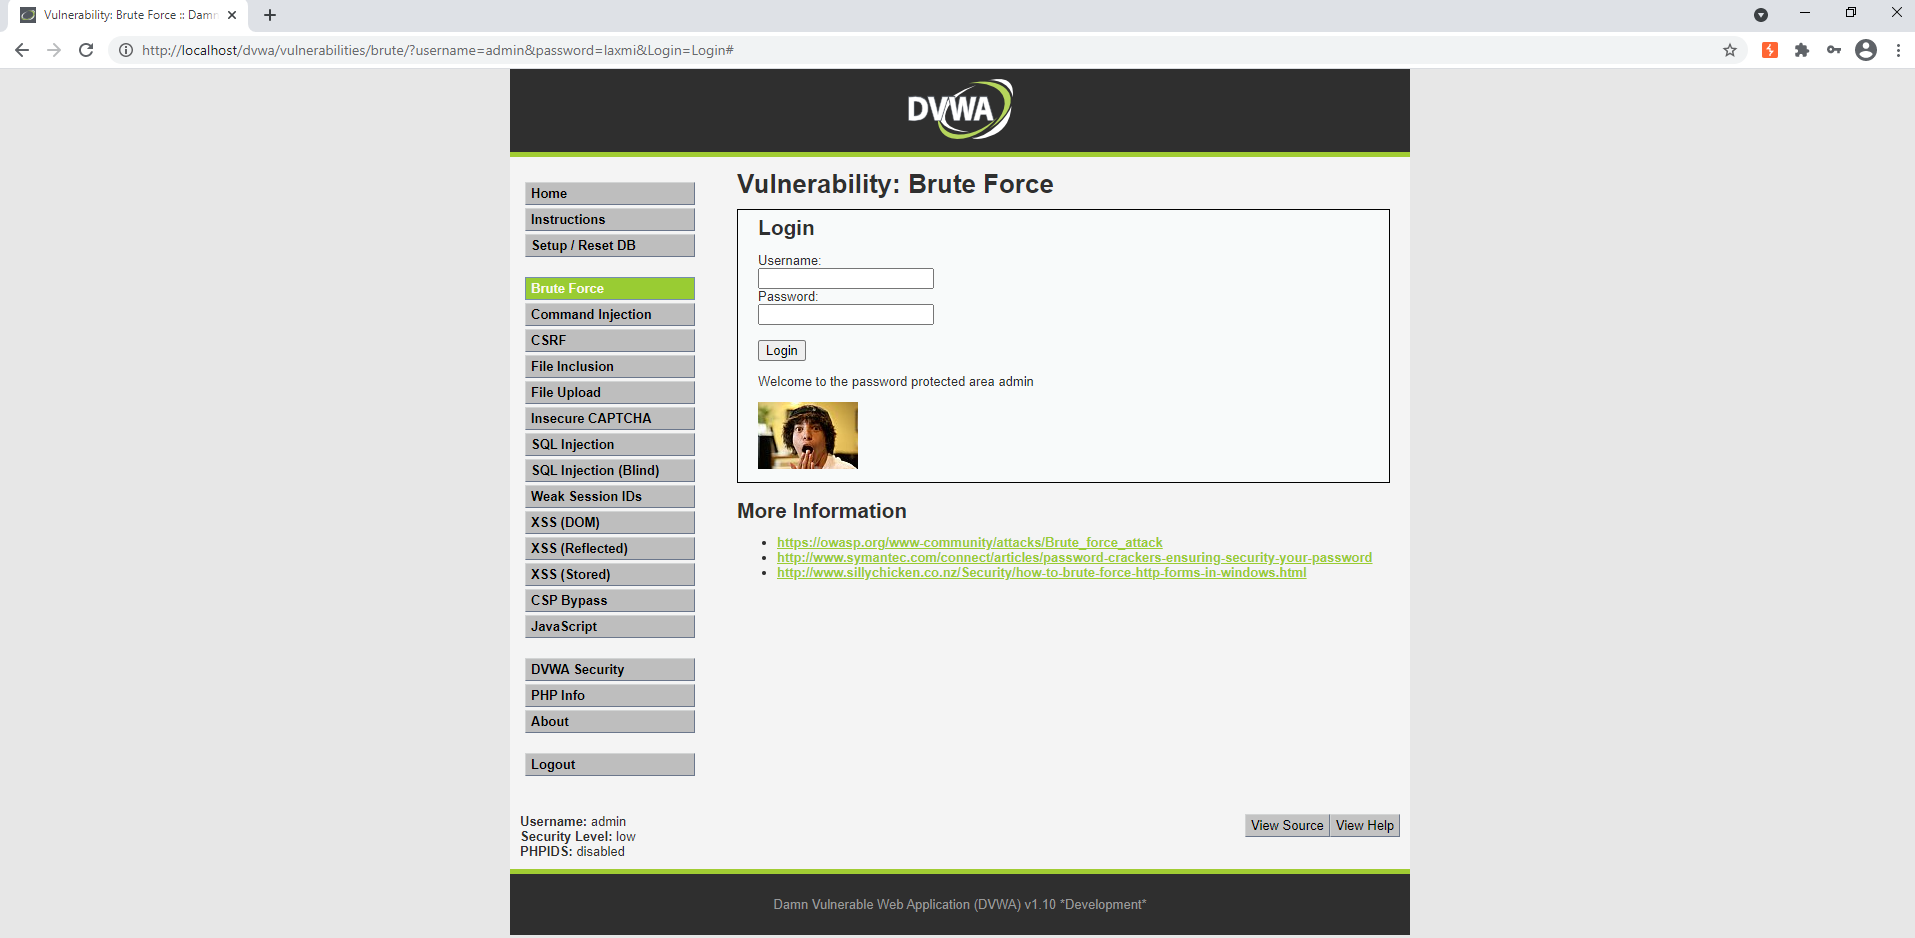 Vulnerability: Brute Force :: Damn
http://localhost/dvwa/vulnerabilities/brute/?username=admin&password=laxmi&Login=Login#
DVWA
Home
Instructions
Setup / Reset DB
Brute Force
Command Injection
CSRF
File Inclusion
File Upload
Insecure CAPTCHA
SQL Injection
SQL Injection (Blind)
Weak Session IDs
XSS (DOM)
XSS (Reflected)
XSS (Stored)
CSP Bypass
JavaScript
DVWA Security
PHP Info
About
Logout
Vulnerability: Brute Force
Login
Username:
Password:
Login
Welcome to the password protected area admin
More Information
https://owasp.org/www-community/attacks/Brute_force_attack
http://www.symantec.com/connect/articles/password-crackers-ensuring-security-your-password
http://www.sillychicken.co.nz/Security/how-to-brute-force-http-forms-in-windows.html
Username: admin
Security Level: low
PHPIDS: disabled
View Source View Help
Damn Vulnerable Web Application (DVWA) v1.10 *Development*